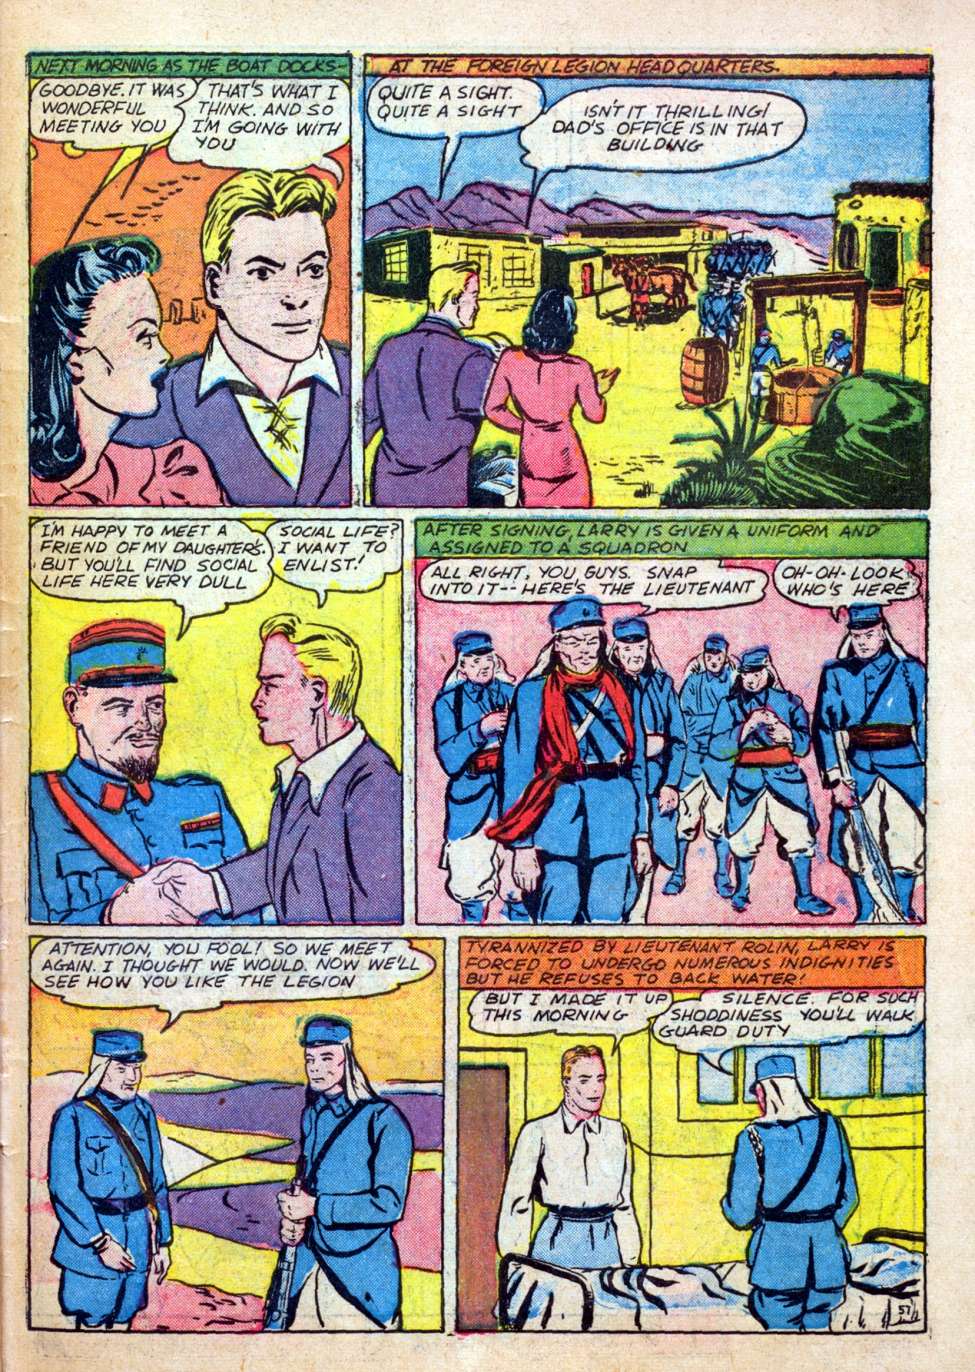 NEXT MORNING AS THE BOAT DOCKS-
GOODBYE. IT WAS
WONDERFUL
MEETING YOU
THAT'S WHAT I
THINK. AND SO
I'M GOING WITH
YOU
AT THE FOREIGN LEGION HEADQUARTERS.
QUITE A SIGHT.
QUITE A SIGHT
ISN'T IT THRILLING!
DAD'S OFFICE IS IN THAT
BUILDING
I'M HAPPY TO MEET A
FRIEND OF MY DAUGHTER'S.
BUT YOU'LL FIND SOCIAL
LIFE HERE VERY DULL
SOCIAL LIFE?
I WANT TO
ENLIST!
AFTER SIGNING, LARRY IS GIVEN A UNIFORM AND
ASSIGNED TO A SQUADRON
ALL RIGHT, YOU GUYS. SNAP
INTO IT-- HERE'S THE LIEUTENANT
OH-OH-LOOK
WHO'S HERE
ATTENTION, YOU FOOL! SO WE MEET
AGAIN. I THOUGHT WE WOULD. NOW WE'LL
SEE HOW YOU LIKE THE LEGION
TYRANNIZED BY LIEUTENANT ROLIN, LARRY IS
FORCED TO UNDERGO NUMEROUS INDIGNITIES
BUT HE REFUSES TO BACK WATER!
BUT I MADE IT UP
THIS MORNING
SILENCE. FOR SUCH
SHODDINESS YOU'LL WALK
GUARD DUTY
57